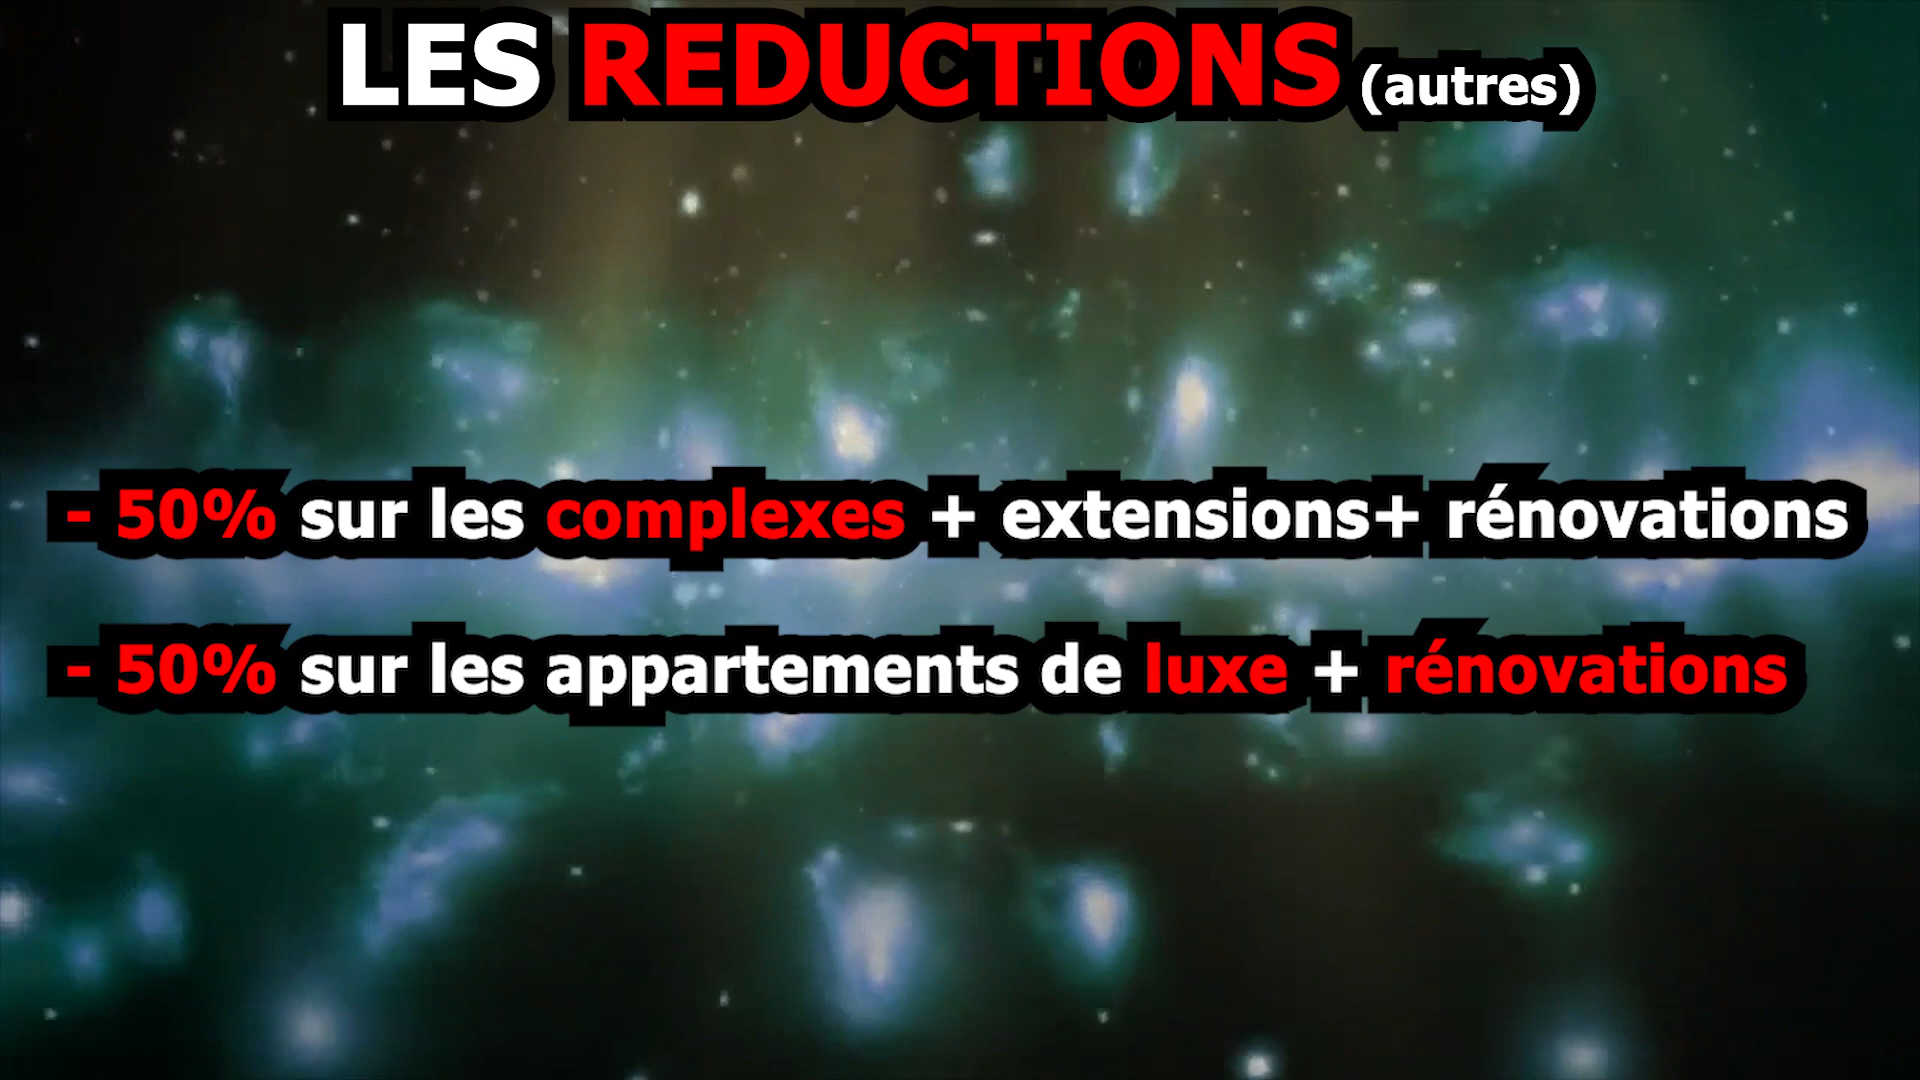 LES REDUCTIONS (autres)
- 50% sur les complexes + extensions+ rénovations
- 50% sur les appartements de luxe + rénovations